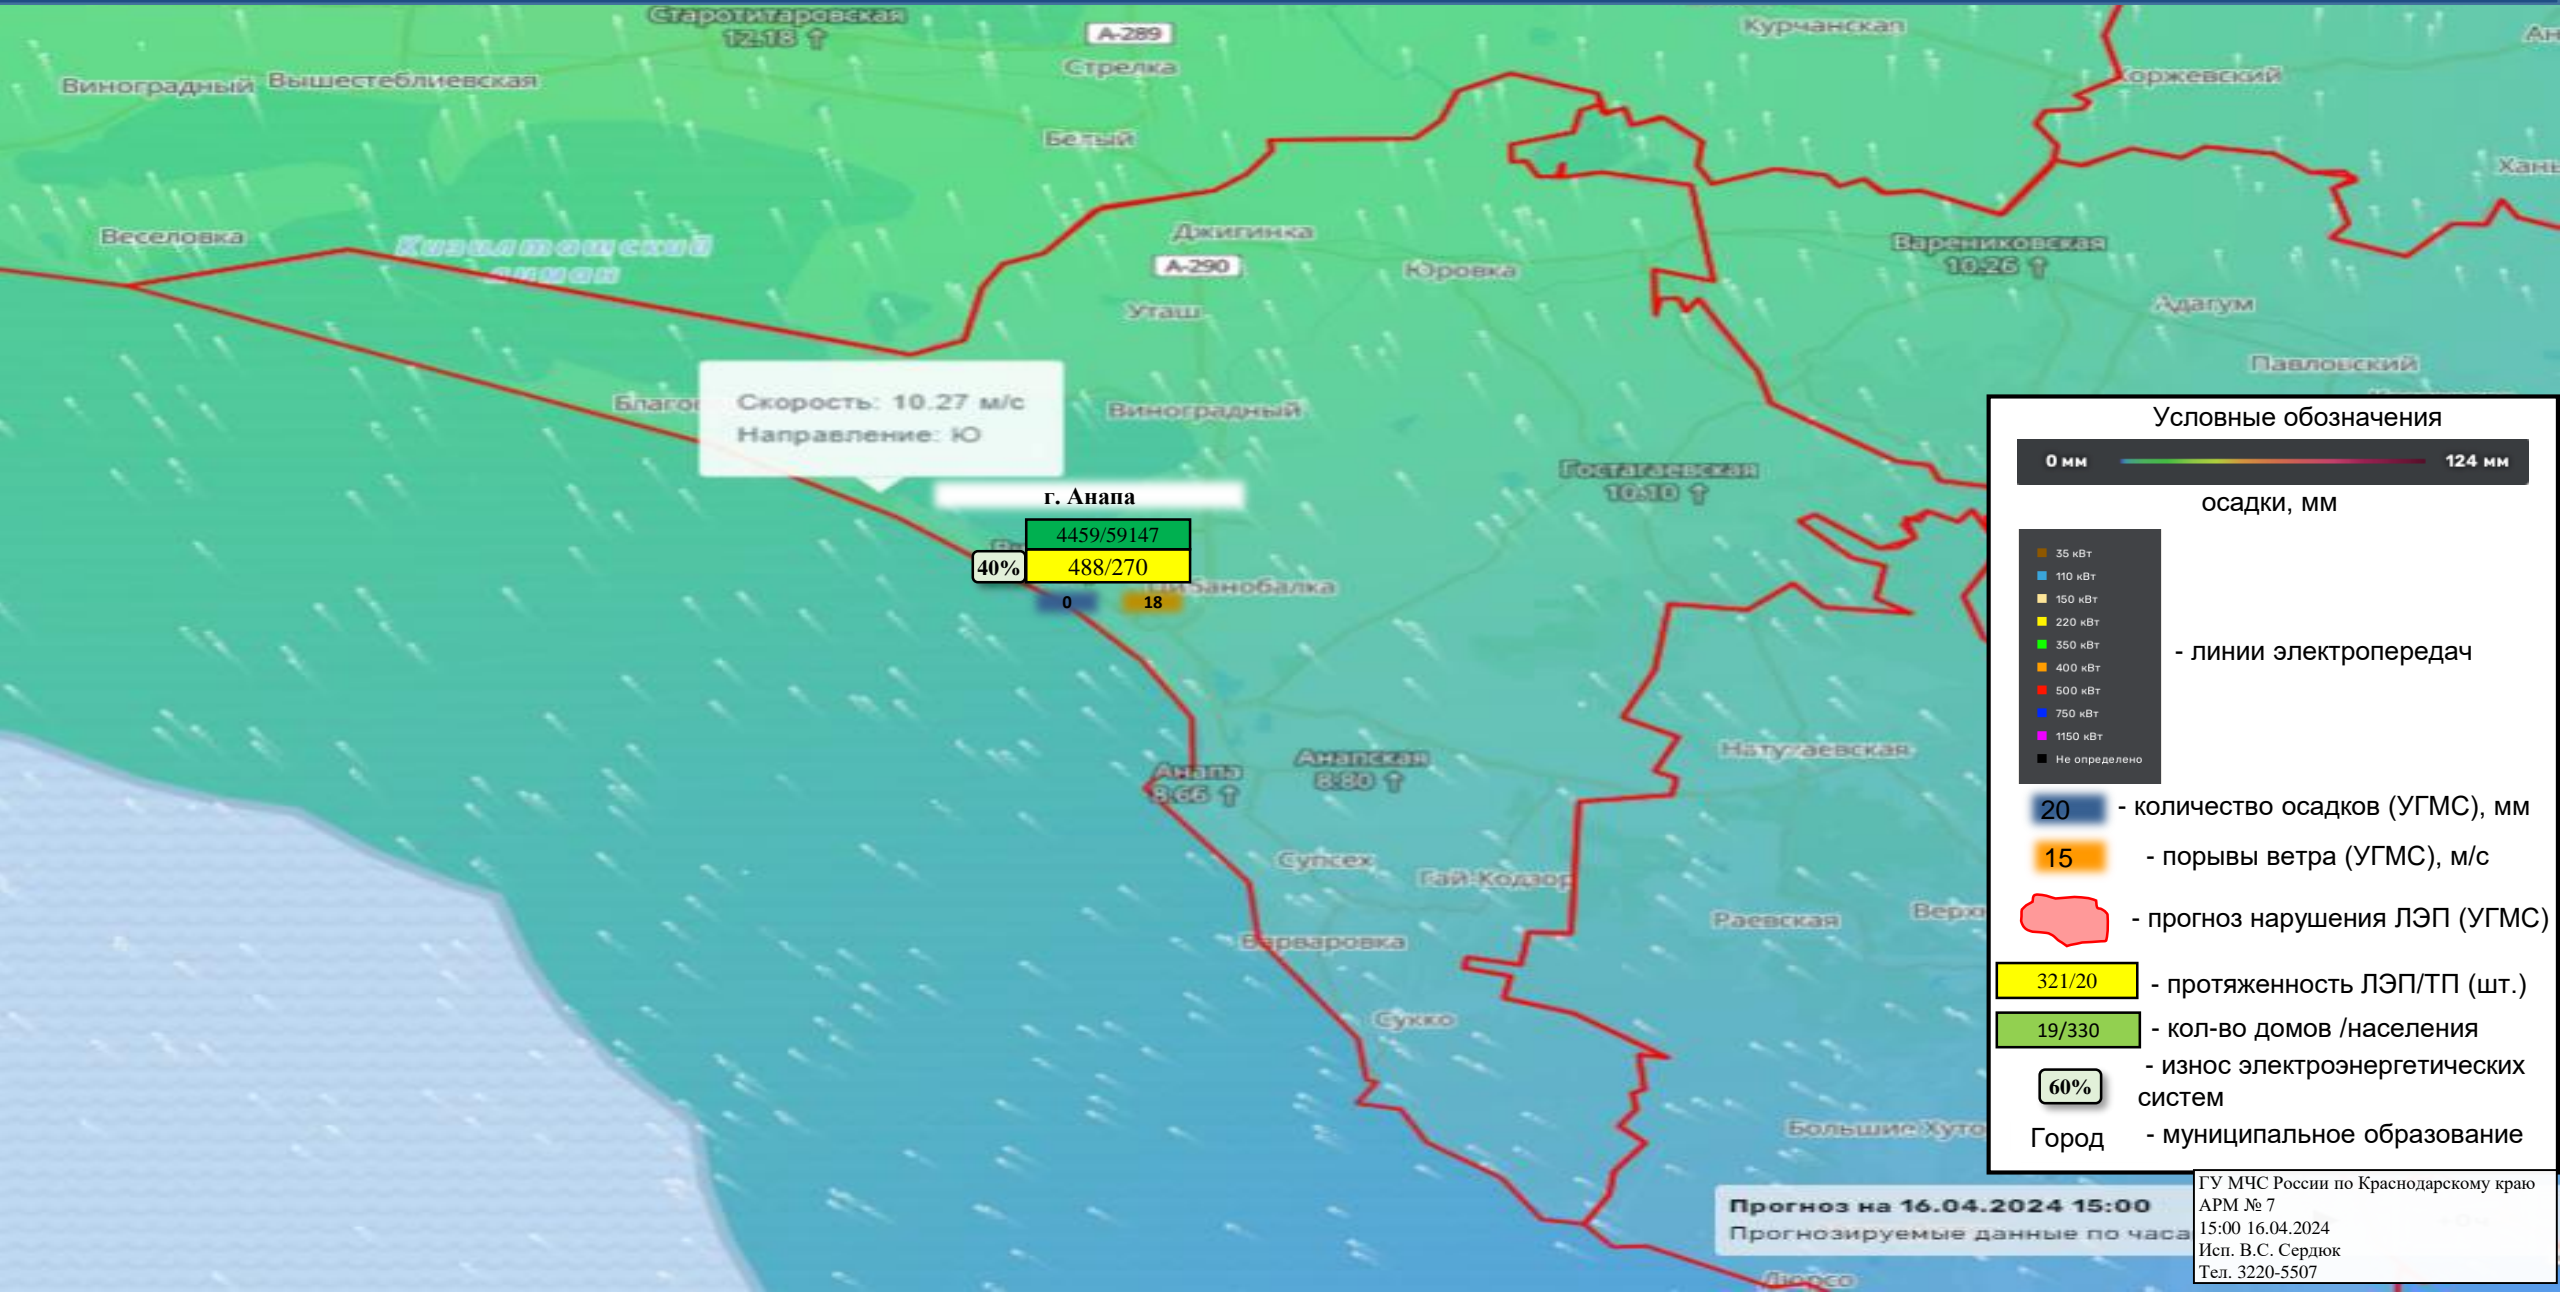 Старотитаровская
12.18 ↑
А-289
Курчанская
Стрелка
Виноградный
Вышестеблиевская
Коржевский
Белый
Веселовка
Кизилташский
лиман
Джигинка
А-290
Юровка
Варениковская
10.26 ↑
Уташ
Адагум
Павловский
Скорость: 10.27 м/с
Направление: Ю
Виноградный
г. Анапа
4459/59147
40%
488/270
0
18
Гостагаевская
10.10 ↑
Анапа
8.66 ↑
Анапская
8.80 ↑
Натухаевская
Супсех
Гай-Кодзор
Раевская
Варваровка
Сукко
Дюрсо
Условные обозначения
0 мм
124 мм
осадки, мм
35 кВт
110 кВт
150 кВт
220 кВт
350 кВт
400 кВт
500 кВт
750 кВт
1150 кВт
Не определено
- линии электропередач
20 - количество осадков (УГМС), мм
15 - порывы ветра (УГМС), м/с
- прогноз нарушения ЛЭП (УГМС)
321/20 - протяженность ЛЭП/ТП (шт.)
19/330 - кол-во домов /населения
60% - износ электроэнергетических
систем
Город - муниципальное образование
Прогноз на 16.04.2024 15:00
Прогнозируемые данные по часа
ГУ МЧС России по Краснодарскому краю
АРМ № 7
15:00 16.04.2024
Исп. В.С. Сердюк
Тел. 3220-5507